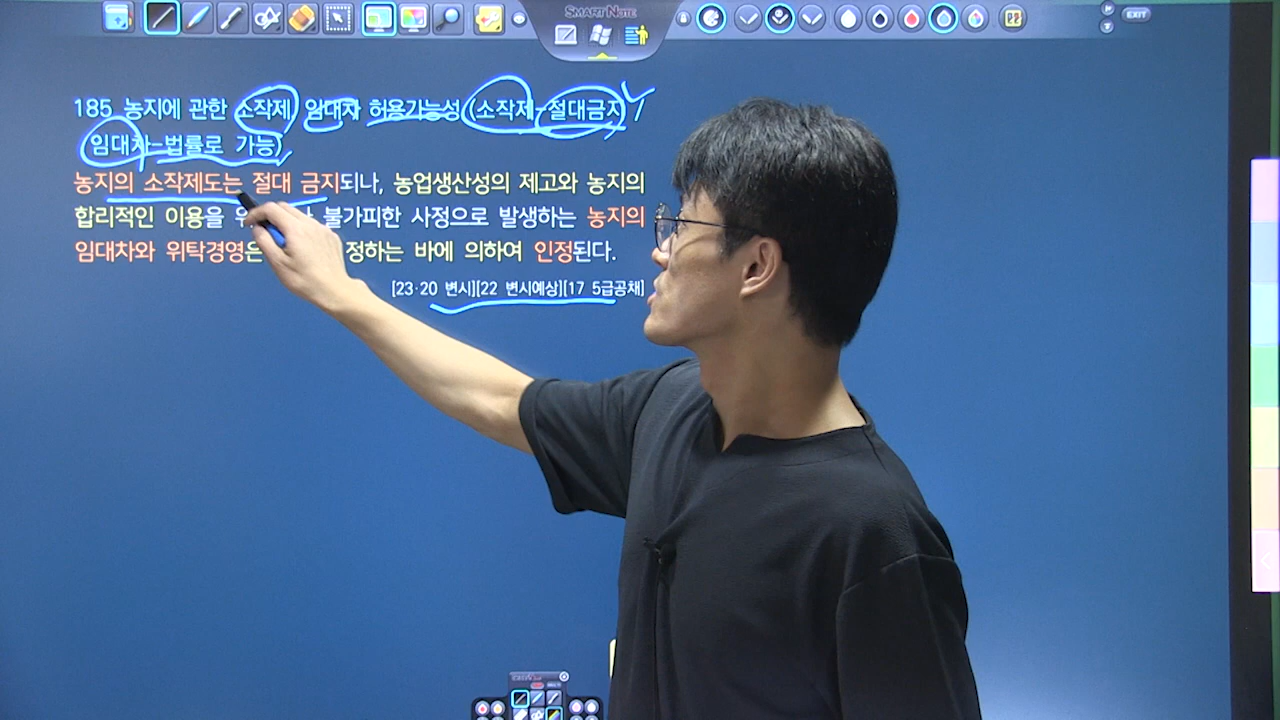 SMART NOTE
EXIT
185 농지에 관한 소작제 임대차 허용가능성 (소작제-절대금지 /
임대차-법률로 가능)
농지의 소작제도는 절대 금지되나, 농업생산성의 제고와 농지의
합리적인 이용을 불가피한 사정으로 발생하는 농지의
임대차와 위탁경영은 정하는 바에 의하여 인정된다.
[23·20 변시][22 변시예상][17 5급공채]